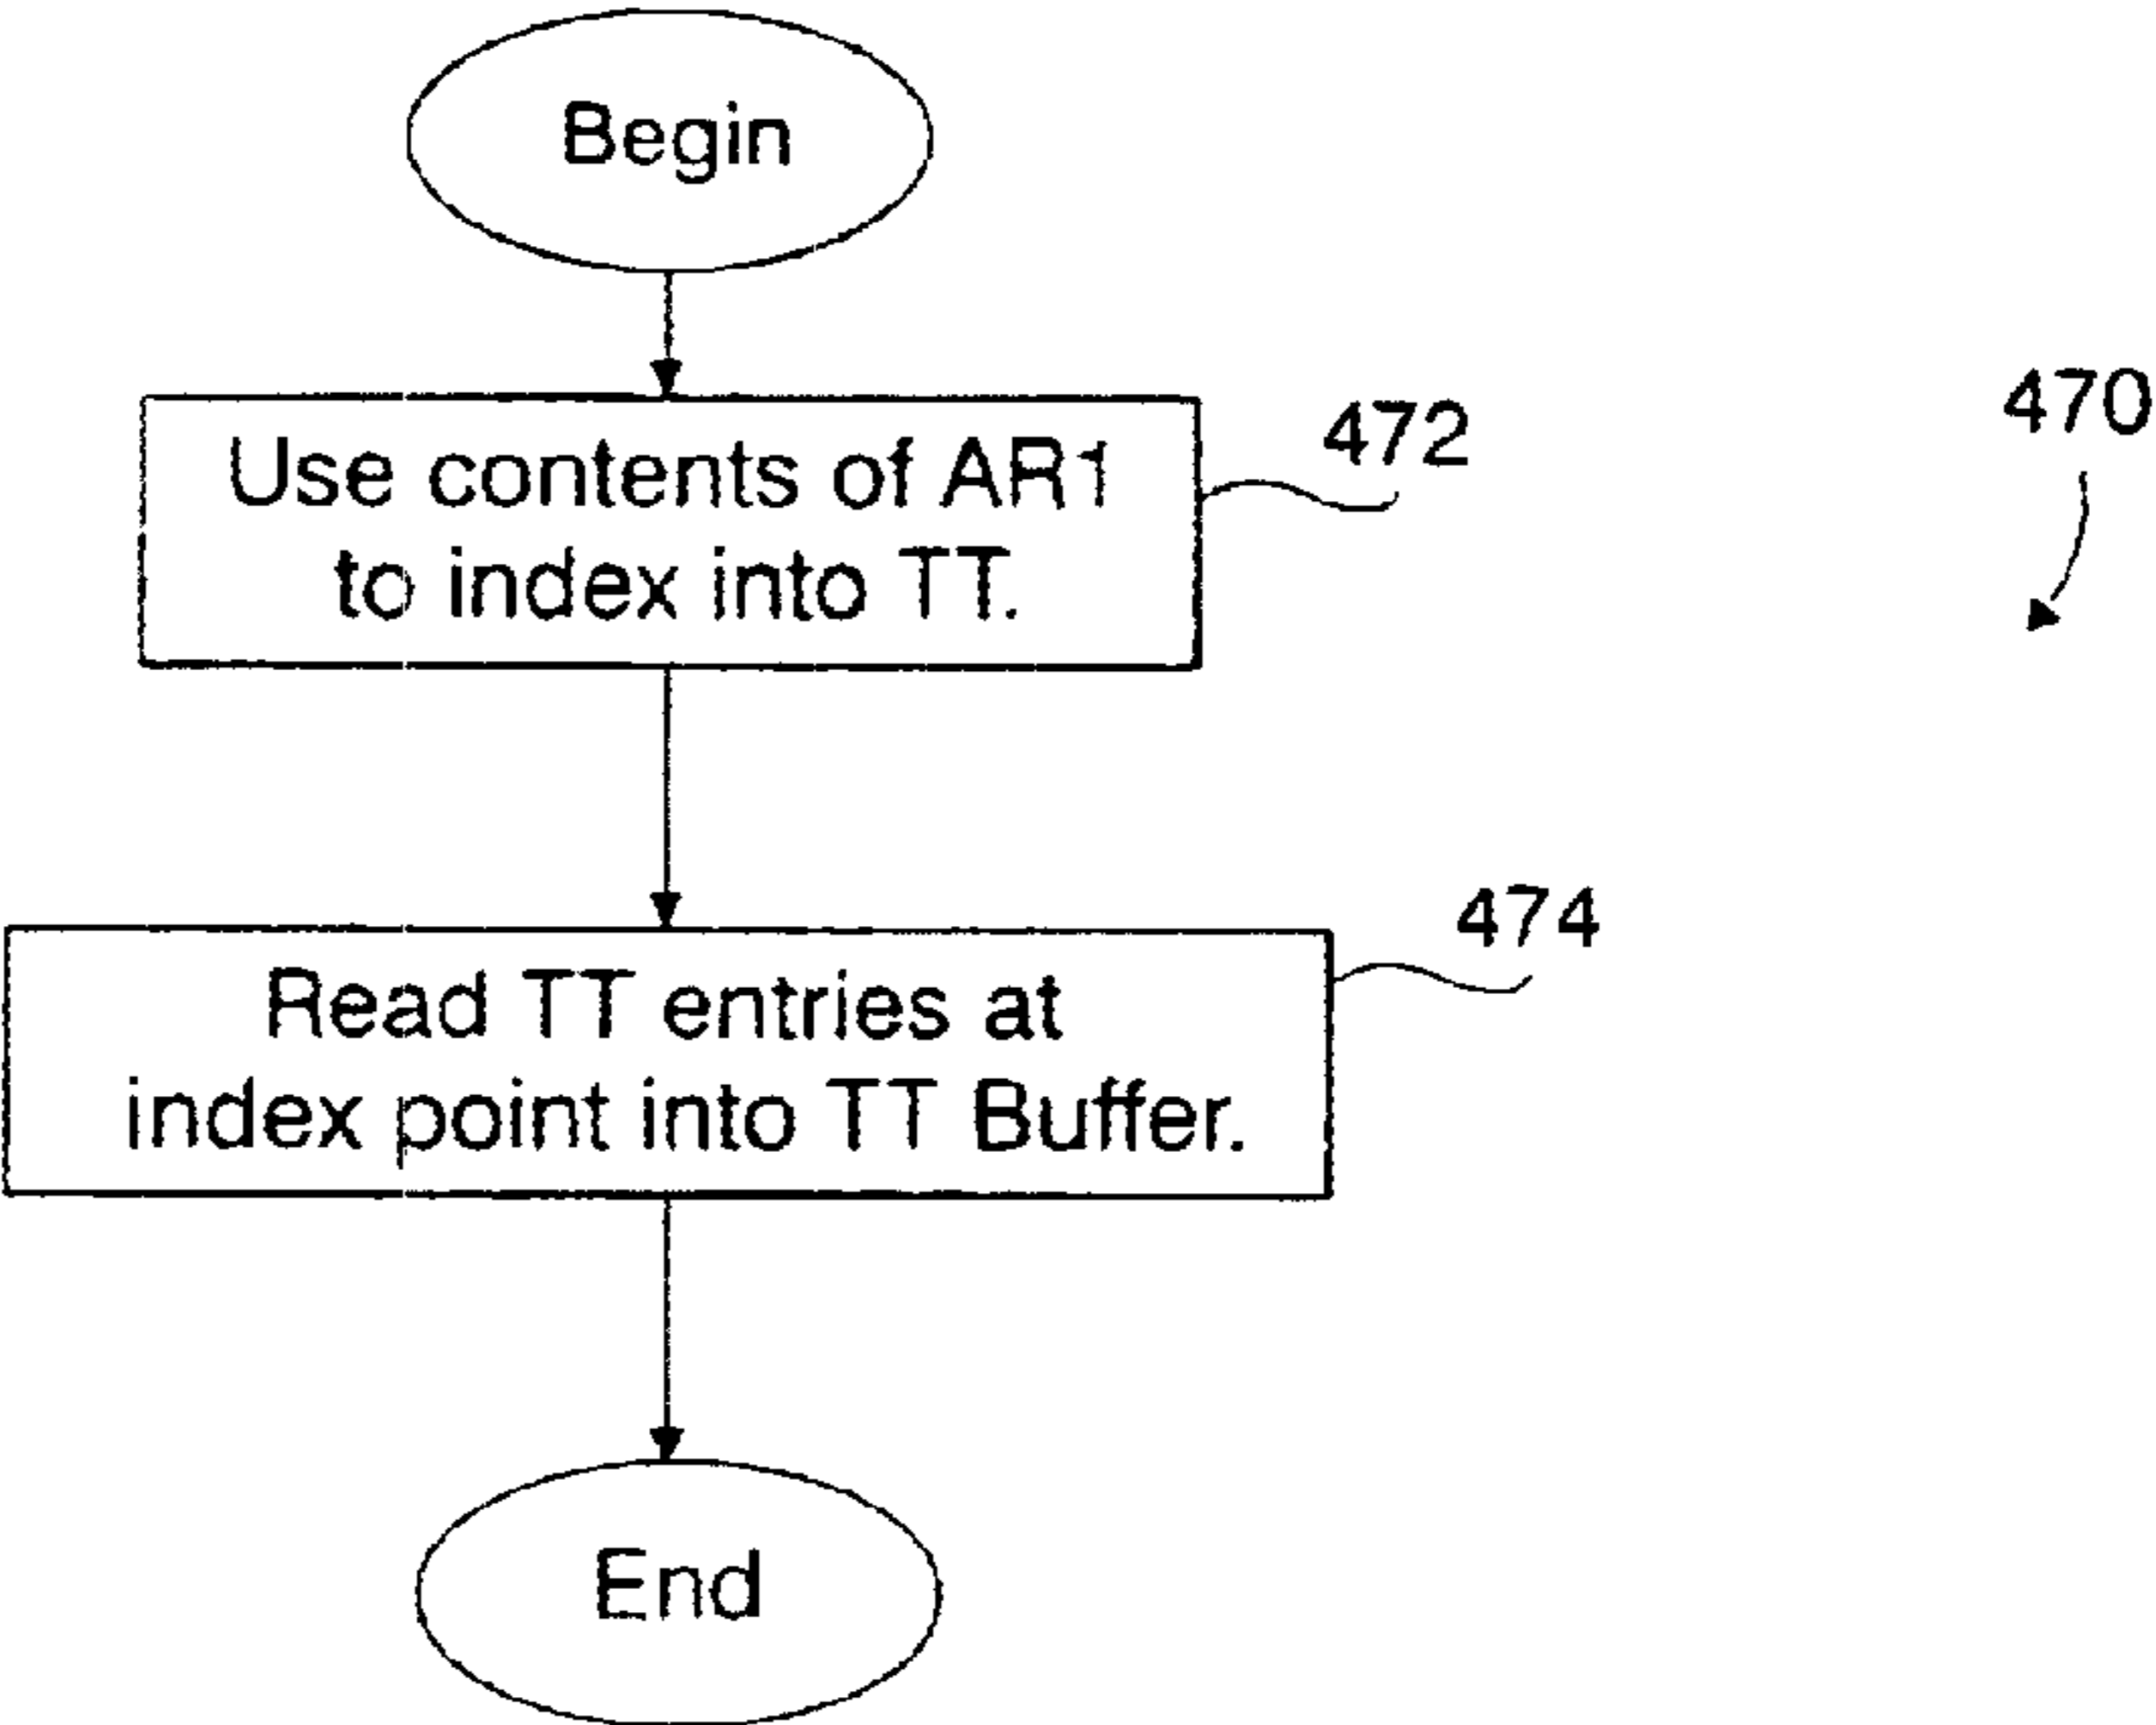 Begin
Use contents of AR1
to index into TT.
472
470
Read TT entries at
index point into TT Buffer.
474
End